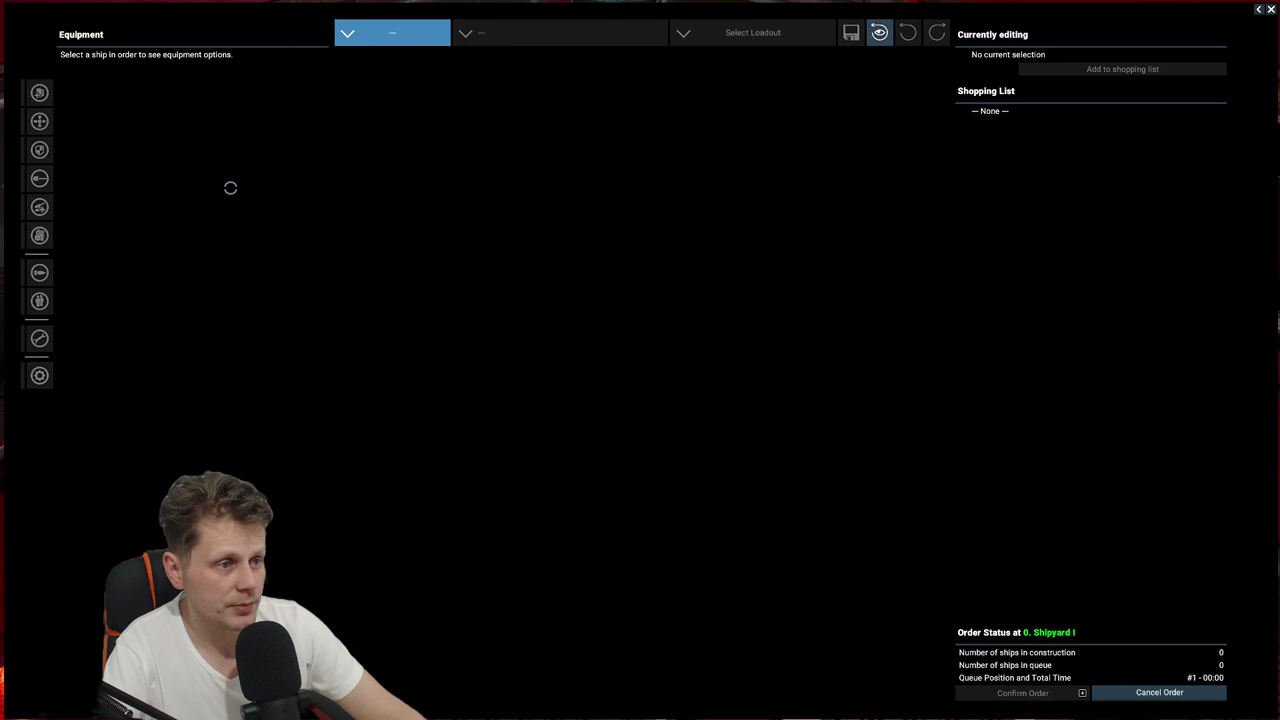 Equipment
Select a ship in order to see equipment options.
---
---
Select Loadout
Currently editing
No current selection
Add to shopping list
Shopping List
--- None ---
Order Status at 0. Shipyard I
Number of ships in construction 0
Number of ships in queue 0
Queue Position and Total Time #1 - 00:00
Confirm Order
Cancel Order